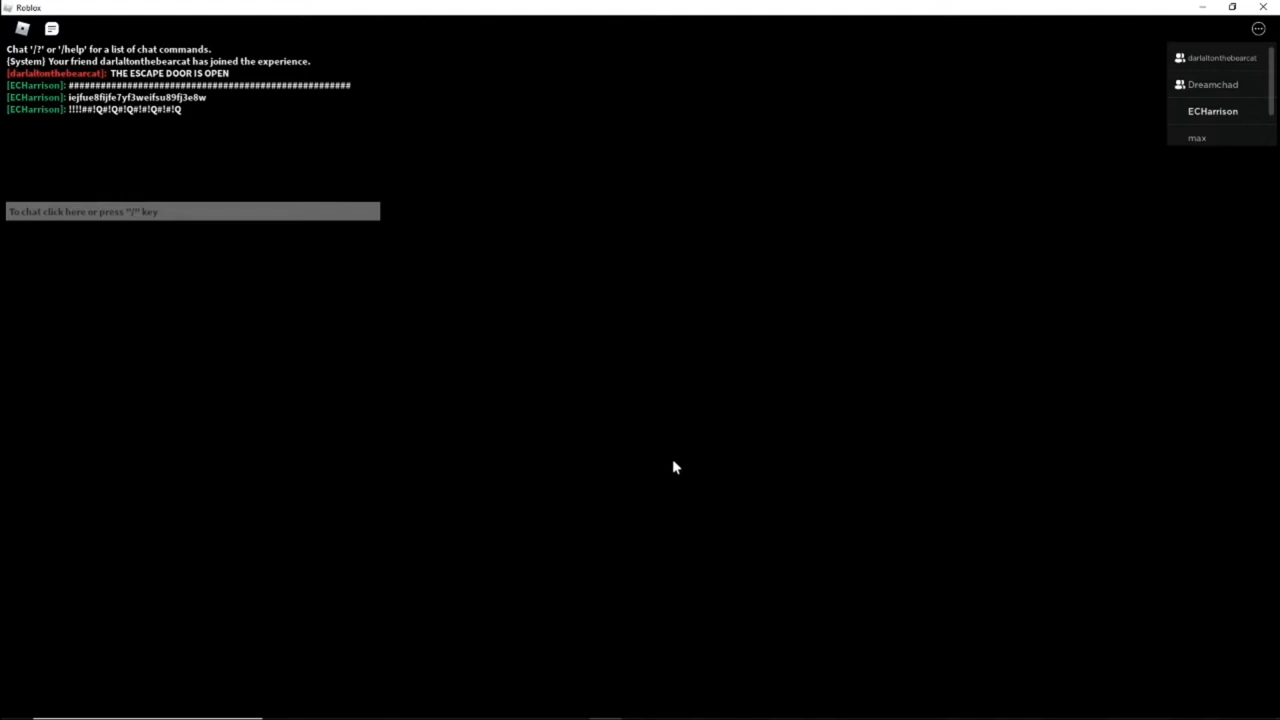 Roblox
Chat '/?' or '/help' for a list of chat commands.
{System} Your friend darlaltonthebearcat has joined the experience.
[darlaltonthebearcat]: THE ESCAPE DOOR IS OPEN
[ECHarrison]: ####################################################
[ECHarrison]: iejfue8fijfe7yf3weifsu89fj3e8w
[ECHarrison]: !!!!##!Q#!Q#!Q#!#!Q#!#!Q
To chat click here or press "/" key
darlaltonthebearcat
Dreamchad
ECHarrison
max